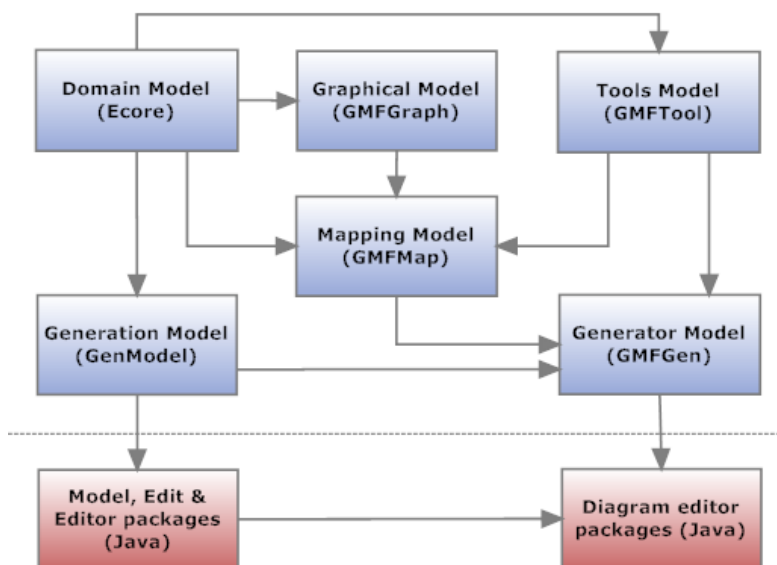 Domain Model
(Ecore)
Graphical Model
(GMFGraph)
Tools Model
(GMFTool)
Mapping Model
(GMFMap)
Generation Model
(GenModel)
Generator Model
(GMFGen)
Model, Edit &
Editor packages
(Java)
Diagram editor
packages (Java)